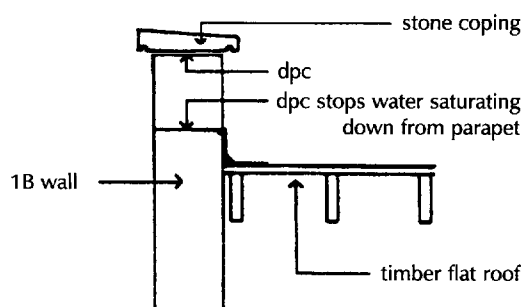 stone coping
dpc
dpc stops water saturating
down from parapet
1B wall
timber flat roof